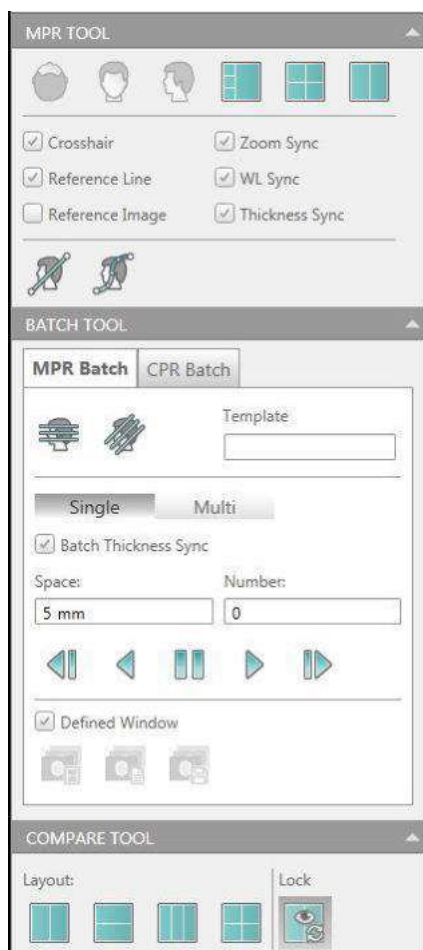 MPR TOOL
Crosshair Zoom Sync
Reference Line WL Sync
Reference Image Thickness Sync
BATCH TOOL
MPR Batch CPR Batch
Template
Single Multi
Batch Thickness Sync
Space: Number:
5 mm 0
Defined Window
COMPARE TOOL
Layout: Lock